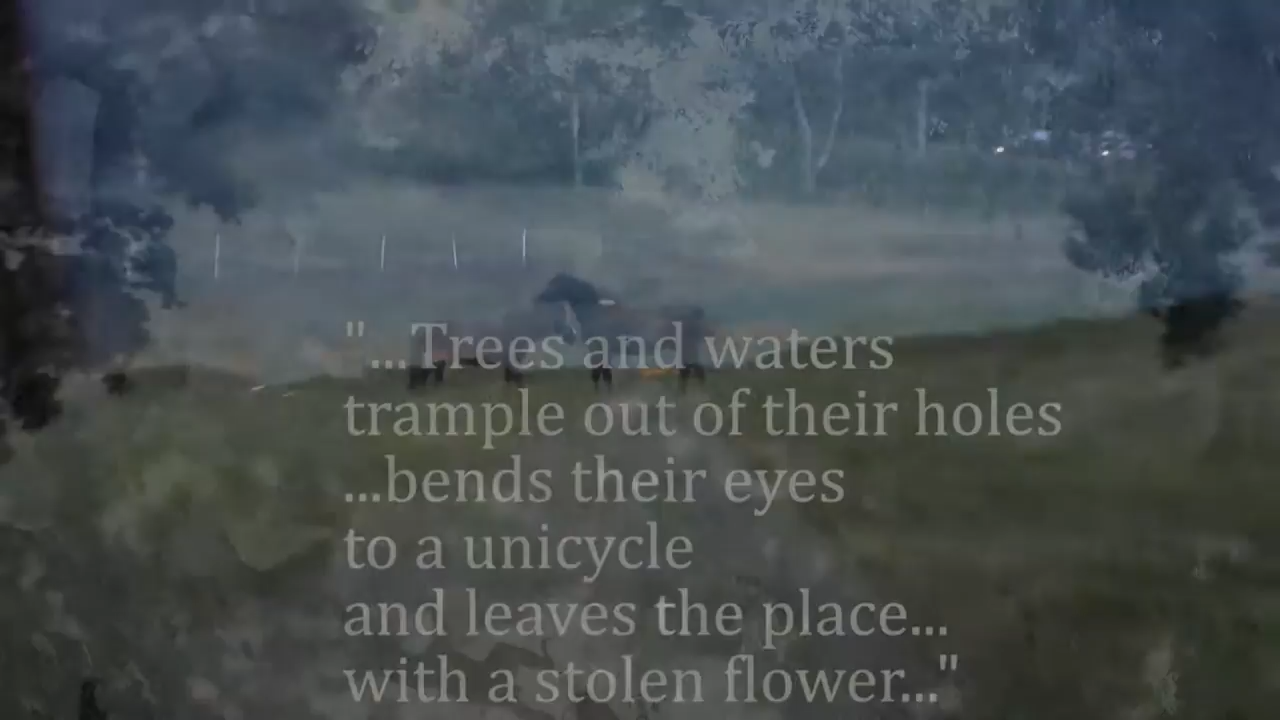 "...Trees and waters
trample out of their holes
...bends their eyes
to a unicycle
and leaves the place...
with a stolen flower..."